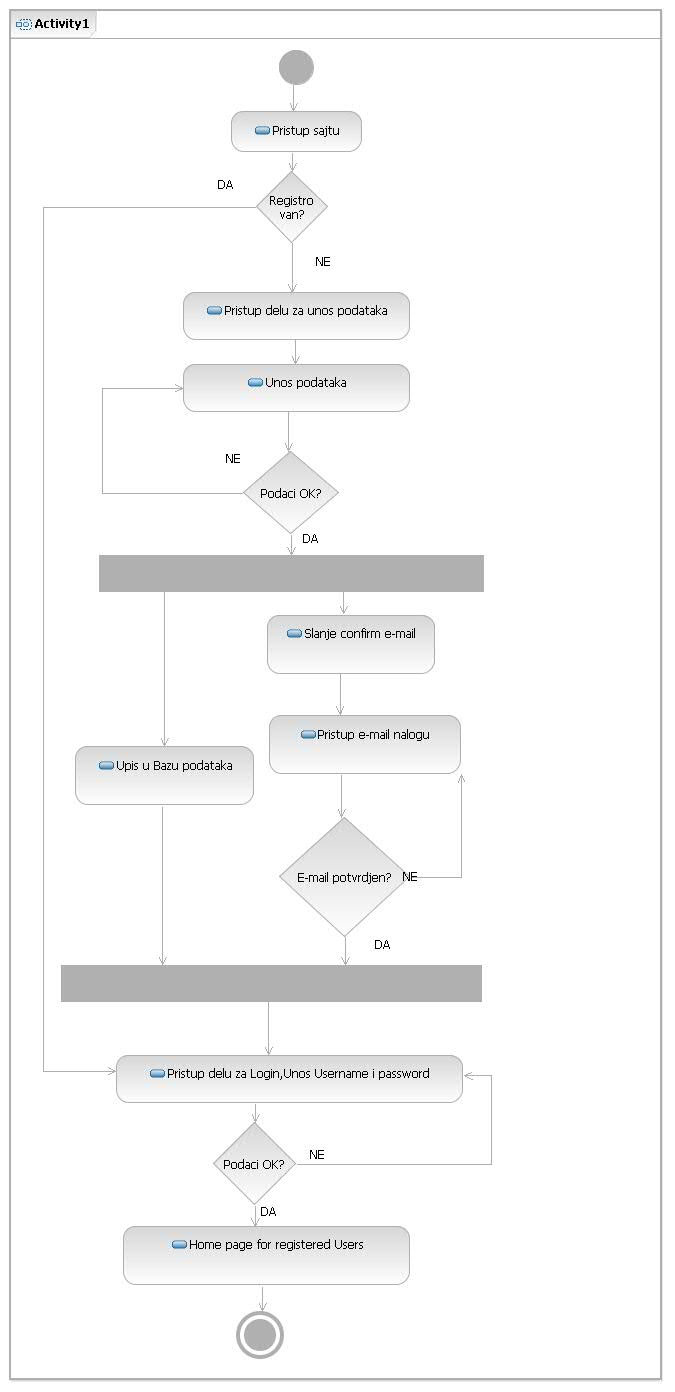 Activity1
Pristup sajtu
DA
Registro
van?
NE
Pristup delu za unos podataka
Unos podataka
NE
Podaci OK?
DA
Slanje confirm e-mail
Pristup e-mail nalogu
Upis u Bazu podataka
E-mail potvrdjen?
NE
DA
Pristup delu za Login,Unos Username i password
Podaci OK?
NE
DA
Home page for registered Users